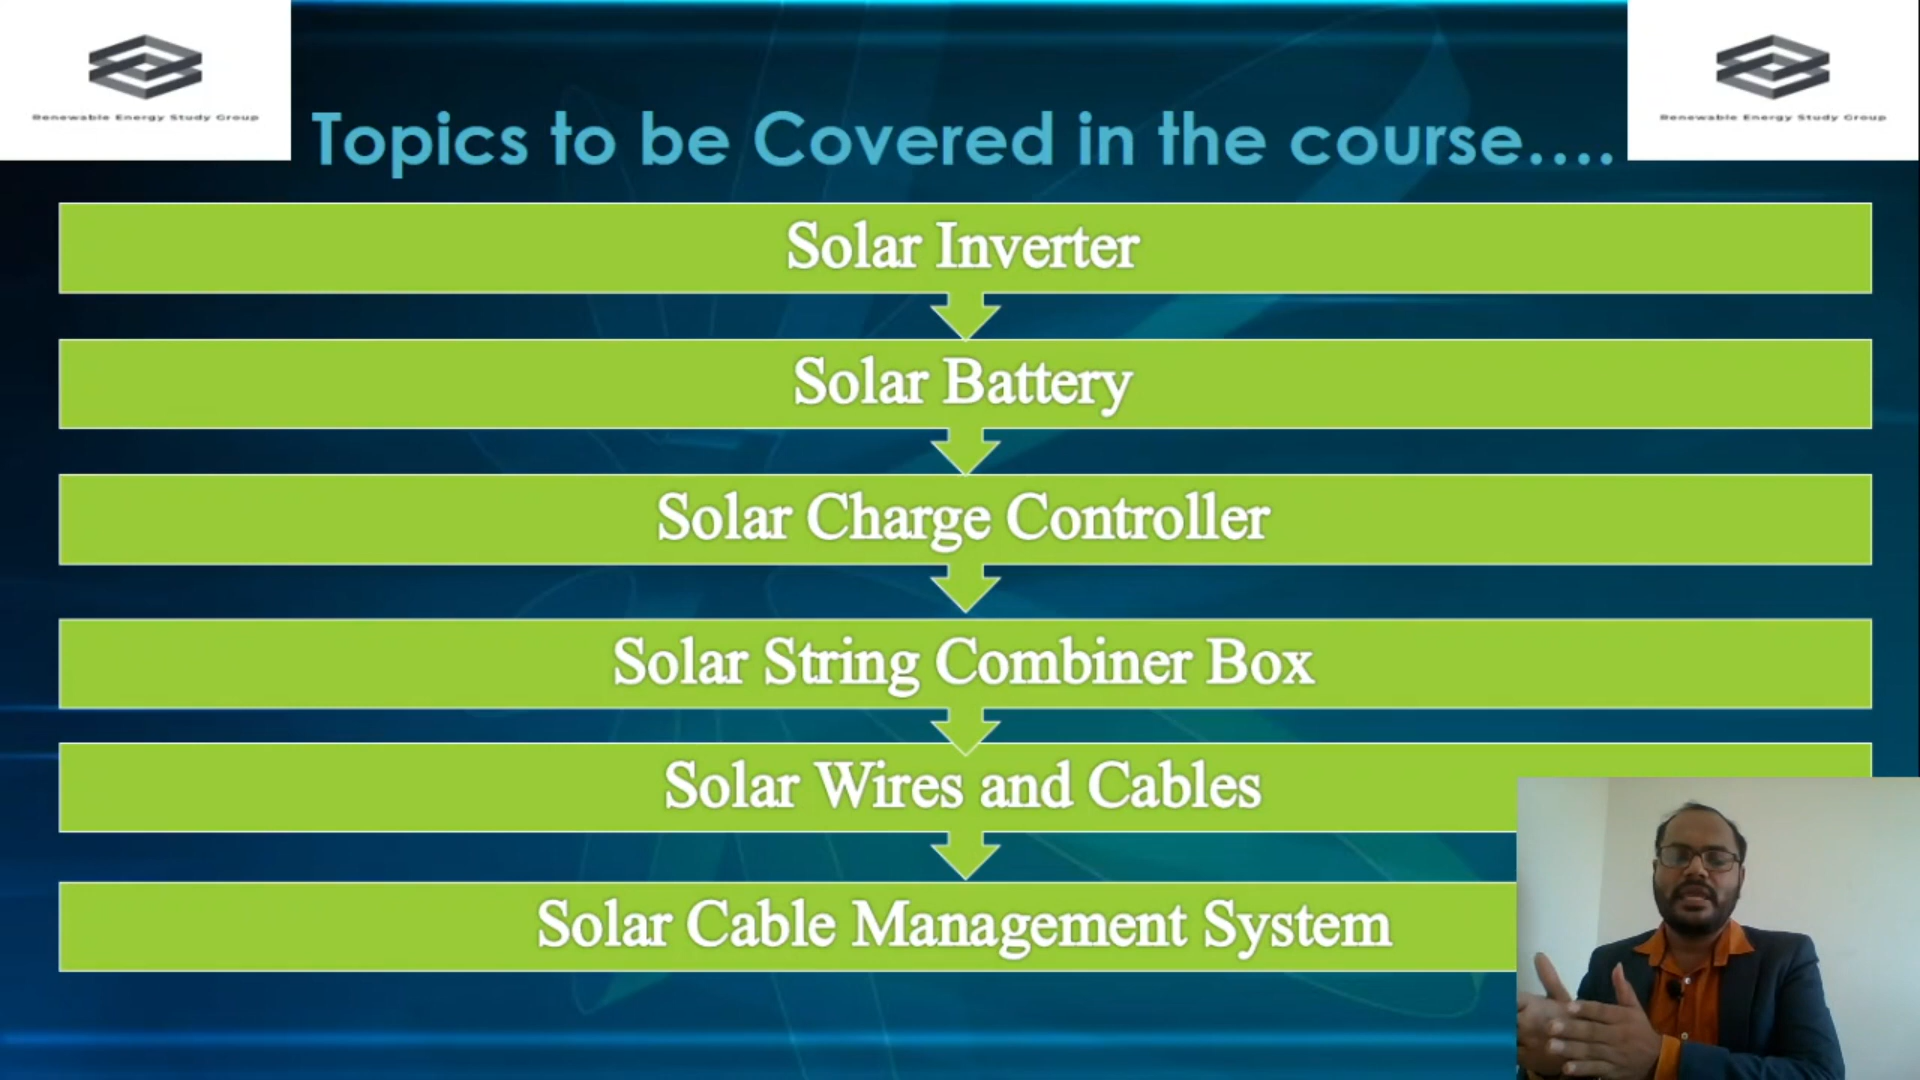 Renewable Energy Study Group
Renewable Energy Study Group
Topics to be Covered in the course....
Solar Inverter
Solar Battery
Solar Charge Controller
Solar String Combiner Box
Solar Wires and Cables
Solar Cable Management System